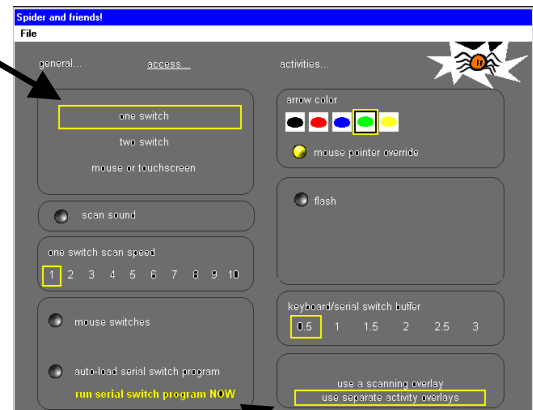 Spider and friends!
File
general... access... activities...
one switch
two switch
mouse or touchscreen
scan sound
one switch scan speed
1 2 3 4 5 6 7 8 9 10
mouse switches
auto-load serial switch program
run serial switch program NOW
arrow color
mouse pointer override
flash
keyboard/serial switch buffer
0.5 1 1.5 2 2.5 3
use a scanning overlay
use separate activity overlays